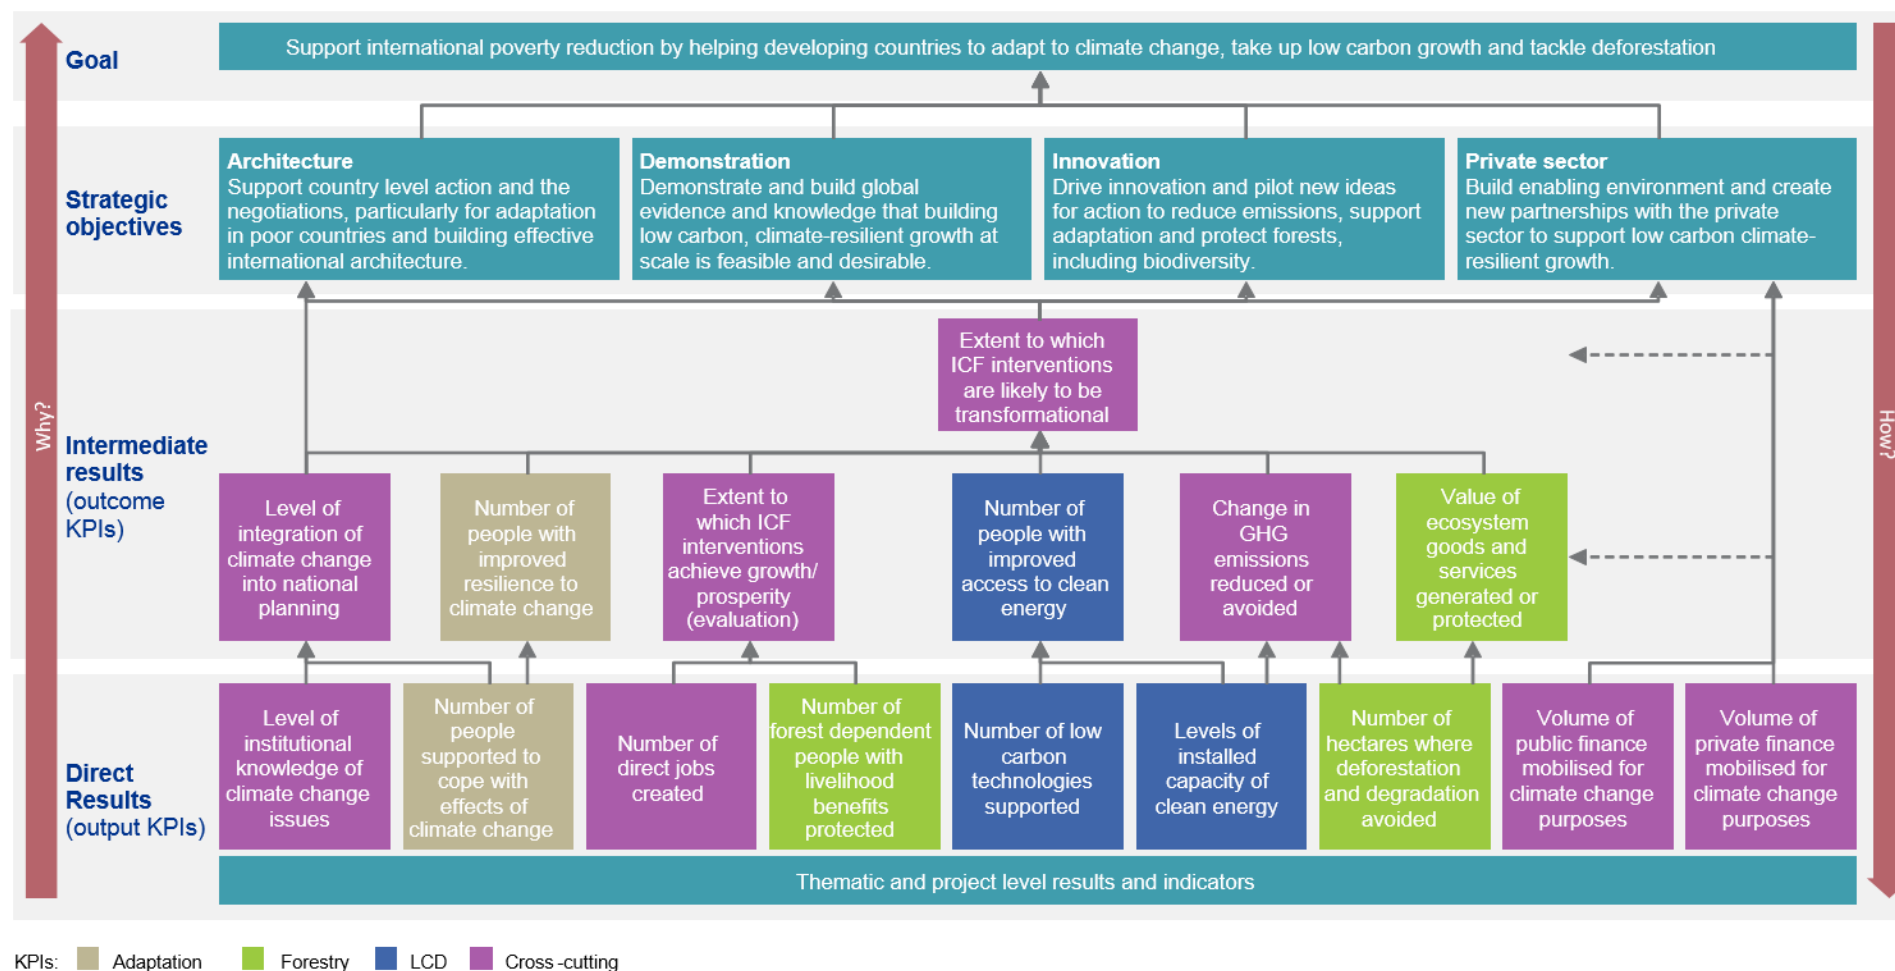 Goal
Support international poverty reduction by helping developing countries to adapt to climate change, take up low carbon growth and tackle deforestation
Strategic
objectives
Architecture
Support country level action and the
negotiations, particularly for adaptation
in poor countries and building effective
international architecture.
Demonstration
Demonstrate and build global
evidence and knowledge that building
low carbon, climate-resilient growth at
scale is feasible and desirable.
Innovation
Drive innovation and pilot new ideas
for action to reduce emissions, support
adaptation and protect forests,
including biodiversity.
Private sector
Build enabling environment and create
new partnerships with the private
sector to support low carbon climate-
resilient growth.
Why?
How?
Intermediate
results
(outcome
KPIs)
Extent to which
ICF interventions
are likely to be
transformational
Level of
integration of
climate change
into national
planning
Number of
people with
improved
resilience to
climate change
Extent to
which ICF
interventions
achieve growth/
prosperity
(evaluation)
Number of
people with
improved
access to clean
energy
Change in
GHG
emissions
reduced or
avoided
Value of
ecosystem
goods and
services
generated or
protected
Direct
Results
(output KPIs)
Level of
institutional
knowledge of
climate change
issues
Number of
people
supported to
cope with
effects of
climate change
Number of
direct jobs
created
Number of
forest dependent
people with
livelihood
benefits
protected
Number of low
carbon
technologies
supported
Levels of
installed
capacity of
clean energy
Number of
hectares where
deforestation
and degradation
avoided
Volume of
public finance
mobilised for
climate change
purposes
Volume of
private finance
mobilised for
climate change
purposes
Thematic and project level results and indicators
KPIs: Adaptation Forestry LCD Cross -cutting